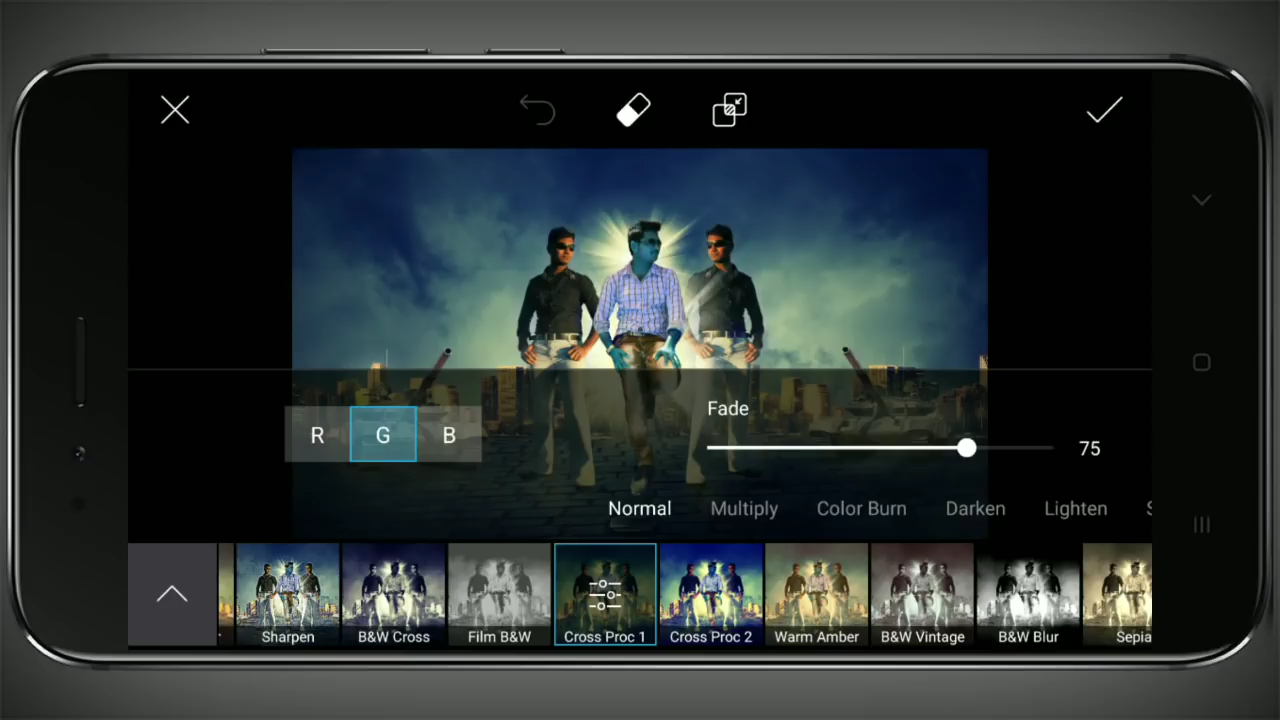 Fade
R G B
75
Normal Multiply Color Burn Darken Lighten S
Sharpen B&W Cross Film B&W Cross Proc 1 Cross Proc 2 Warm Amber B&W Vintage B&W Blur Sepia